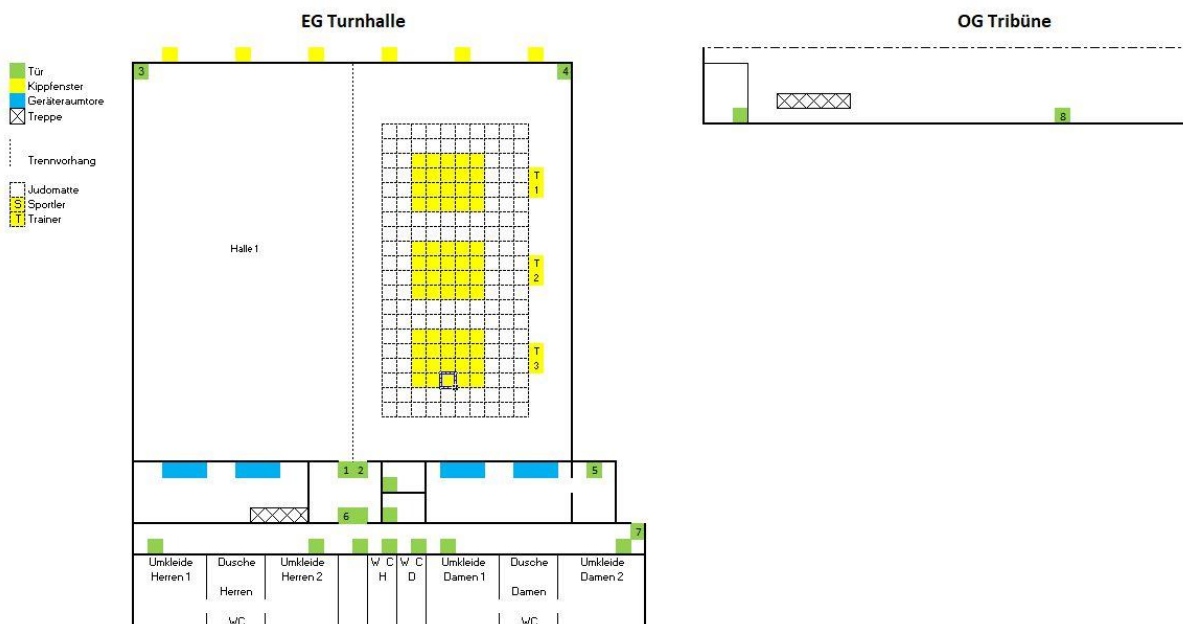 EG Turnhalle
OG Tribüne
3
4
Tür
Kippfenster
Geräteraumtore
Treppe
Trennvorhang
Judomatte
S Sportler
T Trainer
8
T
1
Halle 1
T
2
T
3
1 2
5
6
7
Umkleide
Herren 1
Dusche
Herren
WC
Umkleide
Herren 2
W C
H
W C
D
Umkleide
Damen 1
Dusche
Damen
WC
Umkleide
Damen 2